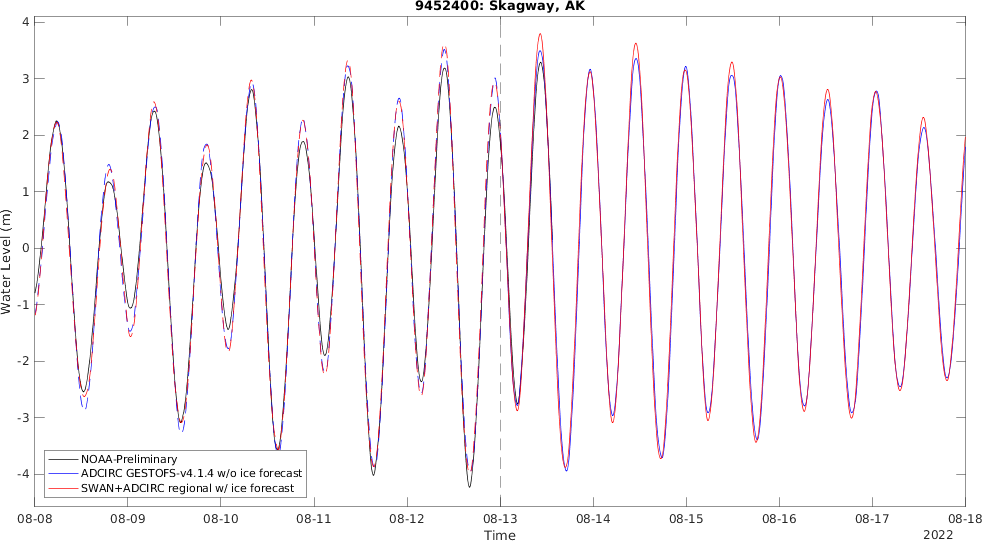 9452400: Skagway, AK
4
3
2
1
0
-1
-2
-3
-4
Water Level (m)
NOAA-Preliminary
ADCIRC GESTOFS-v4.1.4 w/o ice forecast
SWAN+ADCIRC regional w/ ice forecast
08-08 08-09 08-10 08-11 08-12 08-13 08-14 08-15 08-16 08-17 08-18
Time
2022